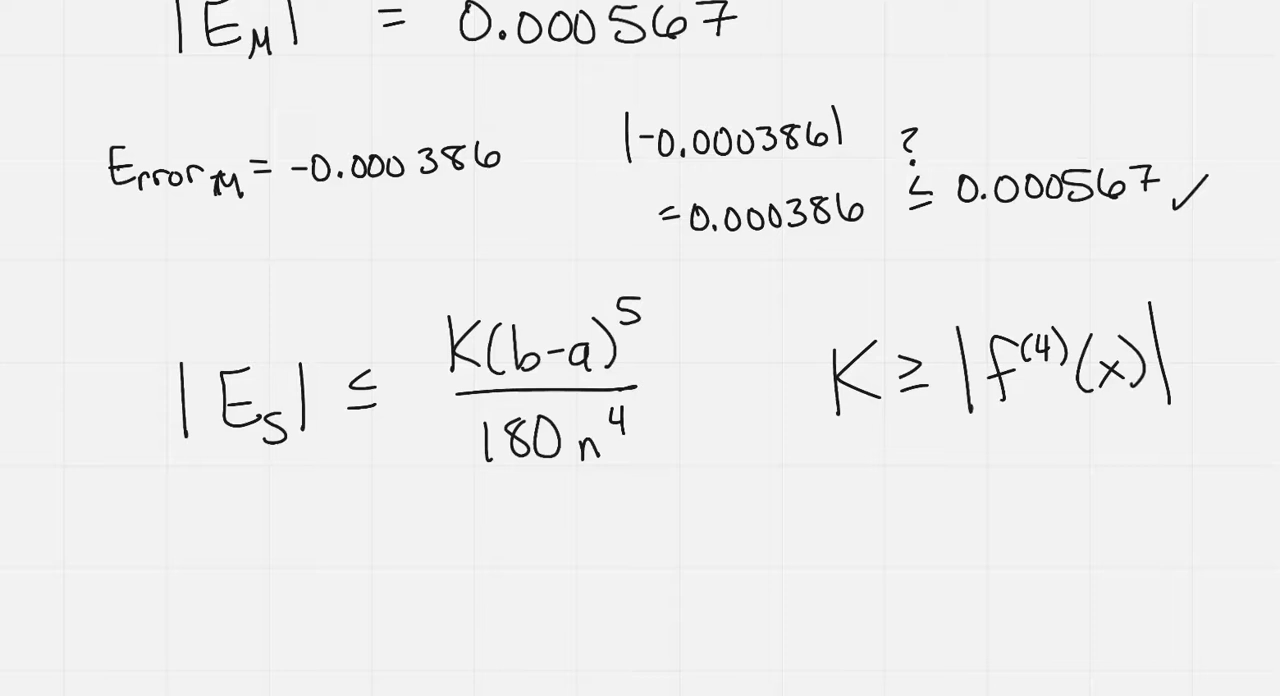 |E_M| = 0.000567
Error_M = -0.000386 |-0.000386| ?
= 0.000386 ≤ 0.000567 ✓
|E_S| ≤ K(b-a)^5 / 180n^4 K ≥ |f^(4)(x)|